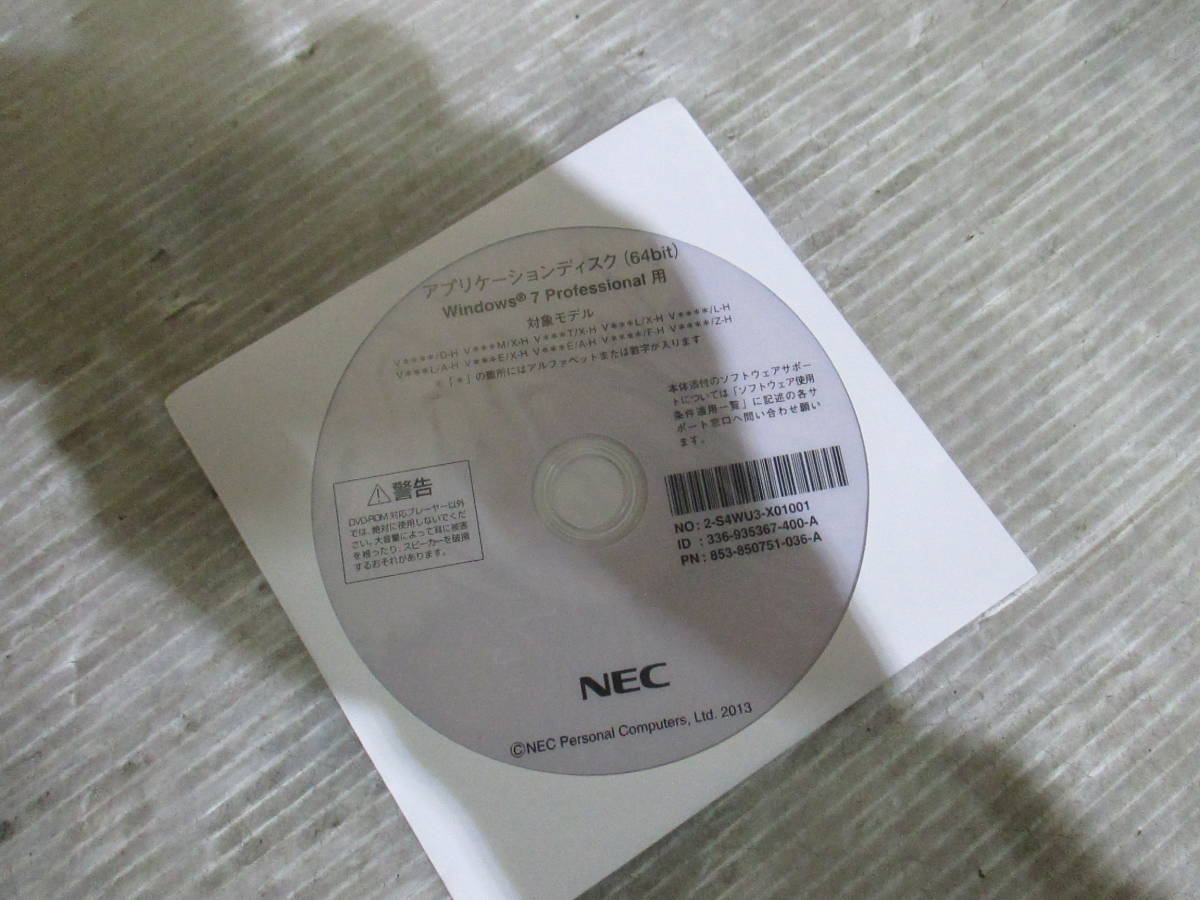 アプリケーションディスク (64bit)
Windows® 7 Professional 用
対象モデル
V****/D-H V***M/X-H V***T/X-H V***L/X-H V****/L-H
V***L/A-H V***E/X-H V***E/A-H V****/F-H V****/Z-H
※「*」の箇所にはアルファベットまたは数字が入ります
本体添付のソフトウェアサポー
トについては「ソフトウェア使用
条件適用一覧」に記述の各サ
ポート窓口へ問い合わせ願い
ます。
警告
DVD-ROM 対応プレーヤー以外
では、絶対に使用しないでくだ
さい。大音量によって耳に被害
を被ったり、スピーカーを破損
するおそれがあります。
NO : 2-S4WU3-X01001
ID : 336-935367-400-A
PN : 853-850751-036-A
NEC
©NEC Personal Computers, Ltd. 2013